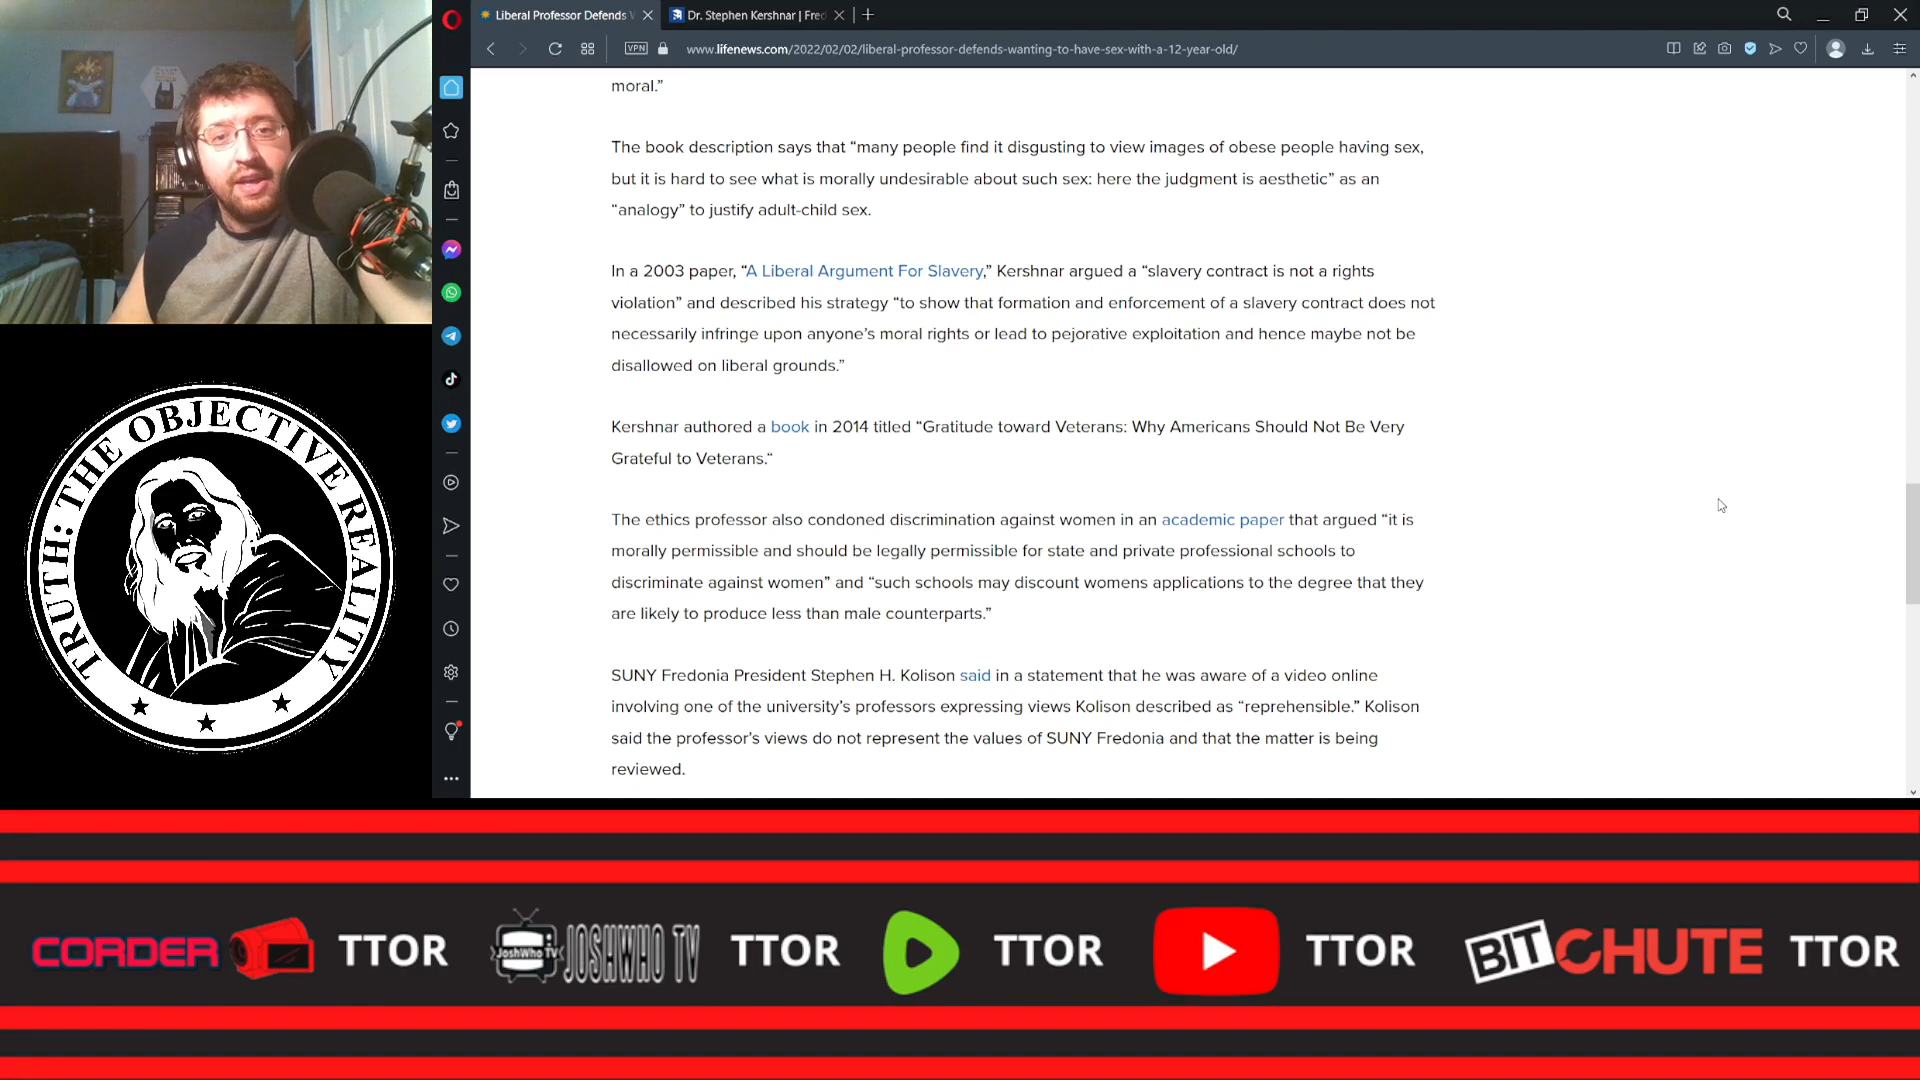 Liberal Professor Defends W
Dr. Stephen Kershnar | Fred
VPN
www.lifenews.com/2022/02/02/liberal-professor-defends-wanting-to-have-sex-with-a-12-year-old/
moral.”
The book description says that “many people find it disgusting to view images of obese people having sex,
but it is hard to see what is morally undesirable about such sex: here the judgment is aesthetic” as an
“analogy” to justify adult-child sex.
In a 2003 paper, “A Liberal Argument For Slavery,” Kershnar argued a “slavery contract is not a rights
violation” and described his strategy “to show that formation and enforcement of a slavery contract does not
necessarily infringe upon anyone’s moral rights or lead to pejorative exploitation and hence maybe not be
disallowed on liberal grounds.”
Kershnar authored a book in 2014 titled “Gratitude toward Veterans: Why Americans Should Not Be Very
Grateful to Veterans.“
The ethics professor also condoned discrimination against women in an academic paper that argued “it is
morally permissible and should be legally permissible for state and private professional schools to
discriminate against women” and “such schools may discount womens applications to the degree that they
are likely to produce less than male counterparts.”
SUNY Fredonia President Stephen H. Kolison said in a statement that he was aware of a video online
involving one of the university’s professors expressing views Kolison described as “reprehensible.” Kolison
said the professor’s views do not represent the values of SUNY Fredonia and that the matter is being
reviewed.
TRUTH: THE OBJECTIVE REALITY
CORDER TTOR JoshWho TV JOSHWHO TV TTOR TTOR TTOR BITCHUTE TTOR